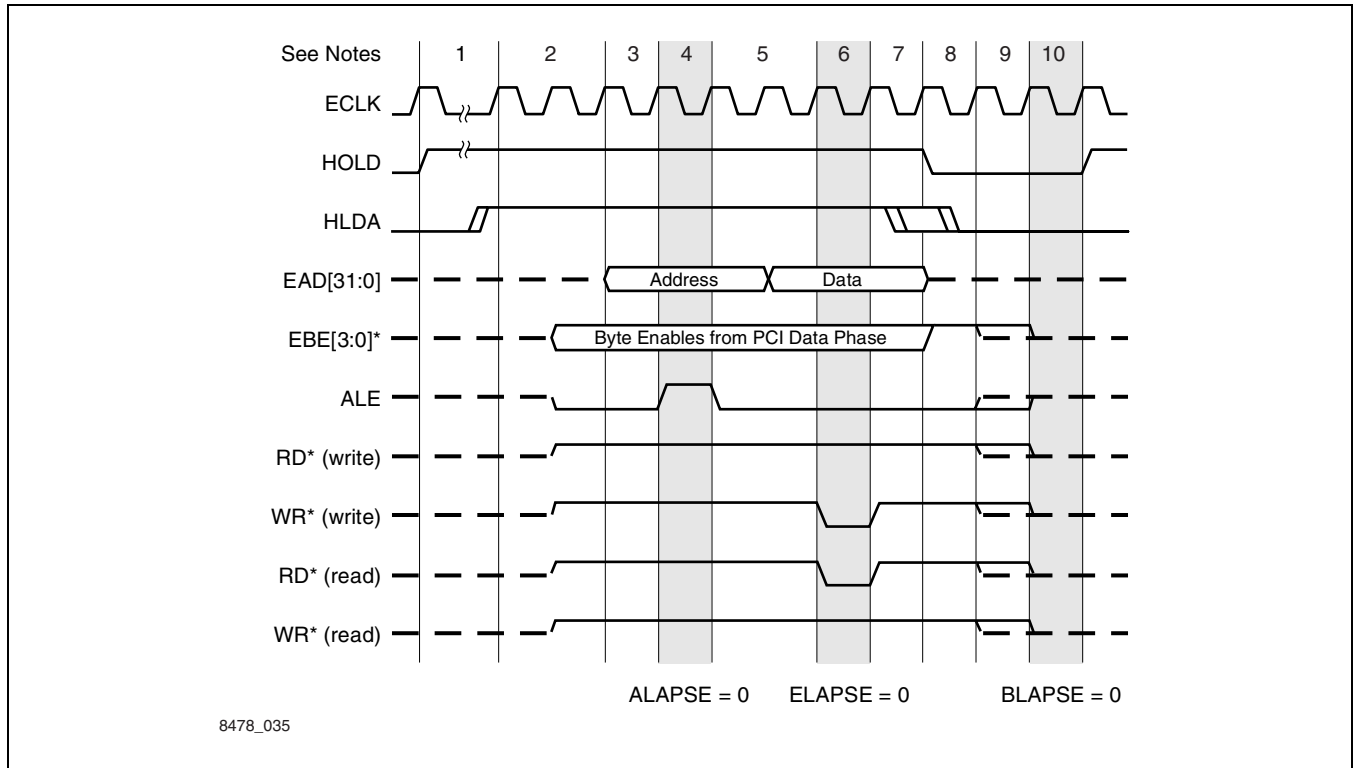 See Notes 1 2 3 4 5 6 7 8 9 10
ECLK
HOLD
HLDA
EAD[31:0] Address Data
EBE[3:0]* Byte Enables from PCI Data Phase
ALE
RD* (write)
WR* (write)
RD* (read)
WR* (read)
ALAPSE = 0 ELAPSE = 0 BLAPSE = 0
8478_035